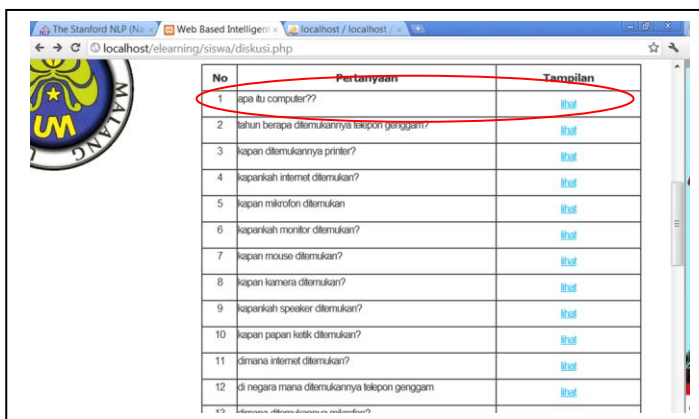 The Stanford NLP (Na
Web Based Intelligen
localhost / localhost /
localhost/elearning/siswa/diskusi.php
UM
MALANG
No Pertanyaan Tampilan
1 apa itu computer?? lihat
2 tahun berapa ditemukannya telepon genggam? lihat
3 kapan ditemukannya printer? lihat
4 kapankah internet ditemukan? lihat
5 kapan mikrofon ditemukan lihat
6 kapankah monitor ditemukan? lihat
7 kapan mouse ditemukan? lihat
8 kapan kamera ditemukan? lihat
9 kapankah speaker ditemukan? lihat
10 kapan papan ketik ditemukan? lihat
11 dimana internet ditemukan? lihat
12 di negara mana ditemukannya telepon genggam lihat
13 dimana ditemukannya mikrofon?